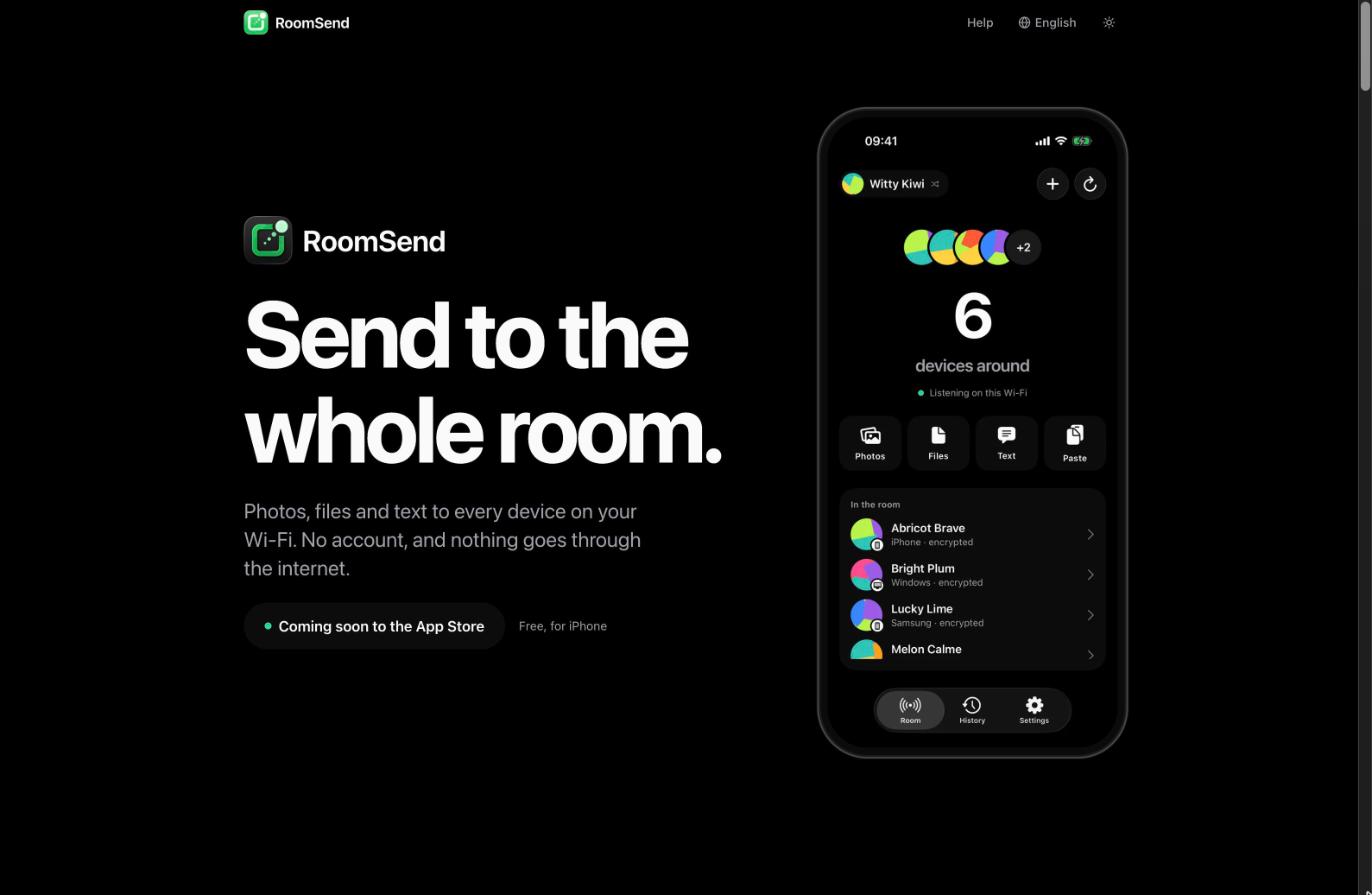 RoomSend
Help
English
RoomSend
Send to the
whole room.
Photos, files and text to every device on your
Wi-Fi. No account, and nothing goes through
the internet.
Coming soon to the App Store
Free, for iPhone
09:41
Witty Kiwi
+2
6
devices around
Listening on this Wi-Fi
Photos
Files
Text
Paste
In the room
Abricot Brave
iPhone · encrypted
Bright Plum
Windows · encrypted
Lucky Lime
Samsung · encrypted
Melon Calme
Room
History
Settings